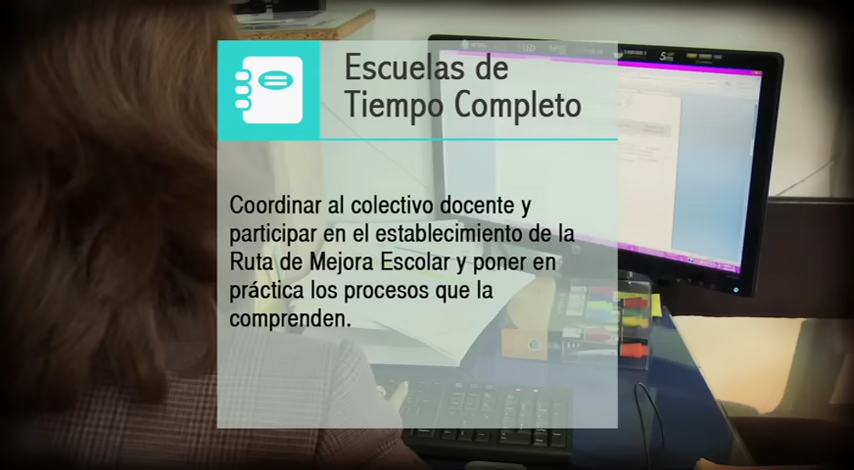 Escuelas de
Tiempo Completo
Coordinar al colectivo docente y
participar en el establecimiento de la
Ruta de Mejora Escolar y poner en
práctica los procesos que la
comprenden.